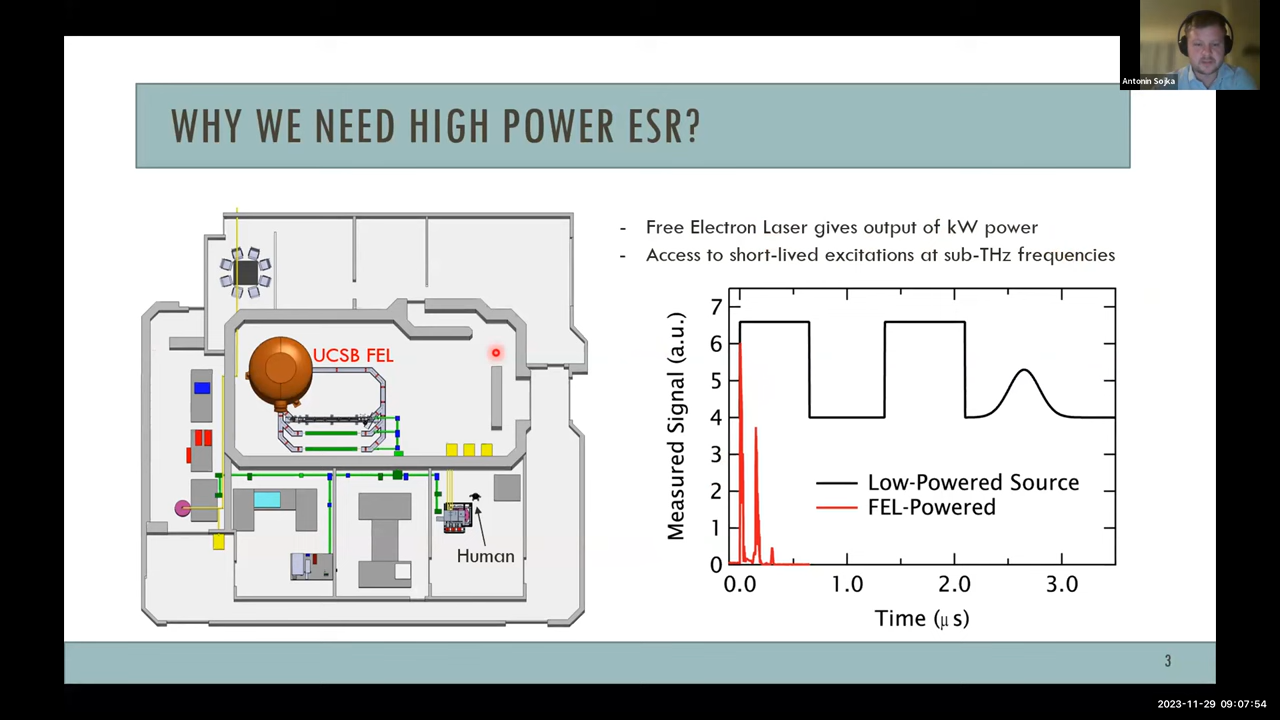 Antonin Sojka
WHY WE NEED HIGH POWER ESR?
- Free Electron Laser gives output of kW power
- Access to short-lived excitations at sub-THz frequencies
UCSB FEL
Human
Measured Signal (a.u.)
7
6
5
4
3
2
1
0
Low-Powered Source
FEL-Powered
0.0 1.0 2.0 3.0
Time (μs)
3
2023-11-29 09:07:54